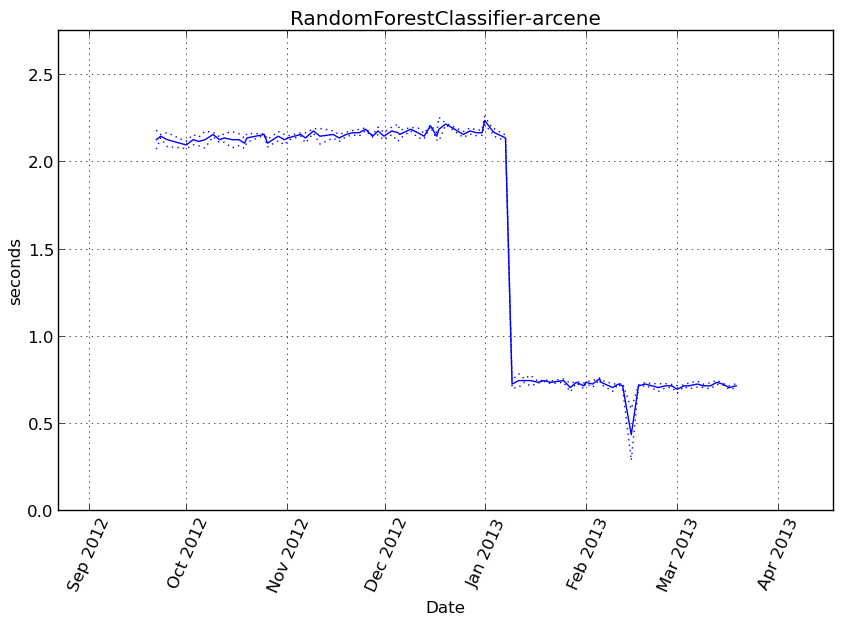 RandomForestClassifier-arcene
2.5
2.0
1.5
1.0
0.5
0.0
seconds
Sep 2012
Oct 2012
Nov 2012
Dec 2012
Jan 2013
Feb 2013
Mar 2013
Apr 2013
Date